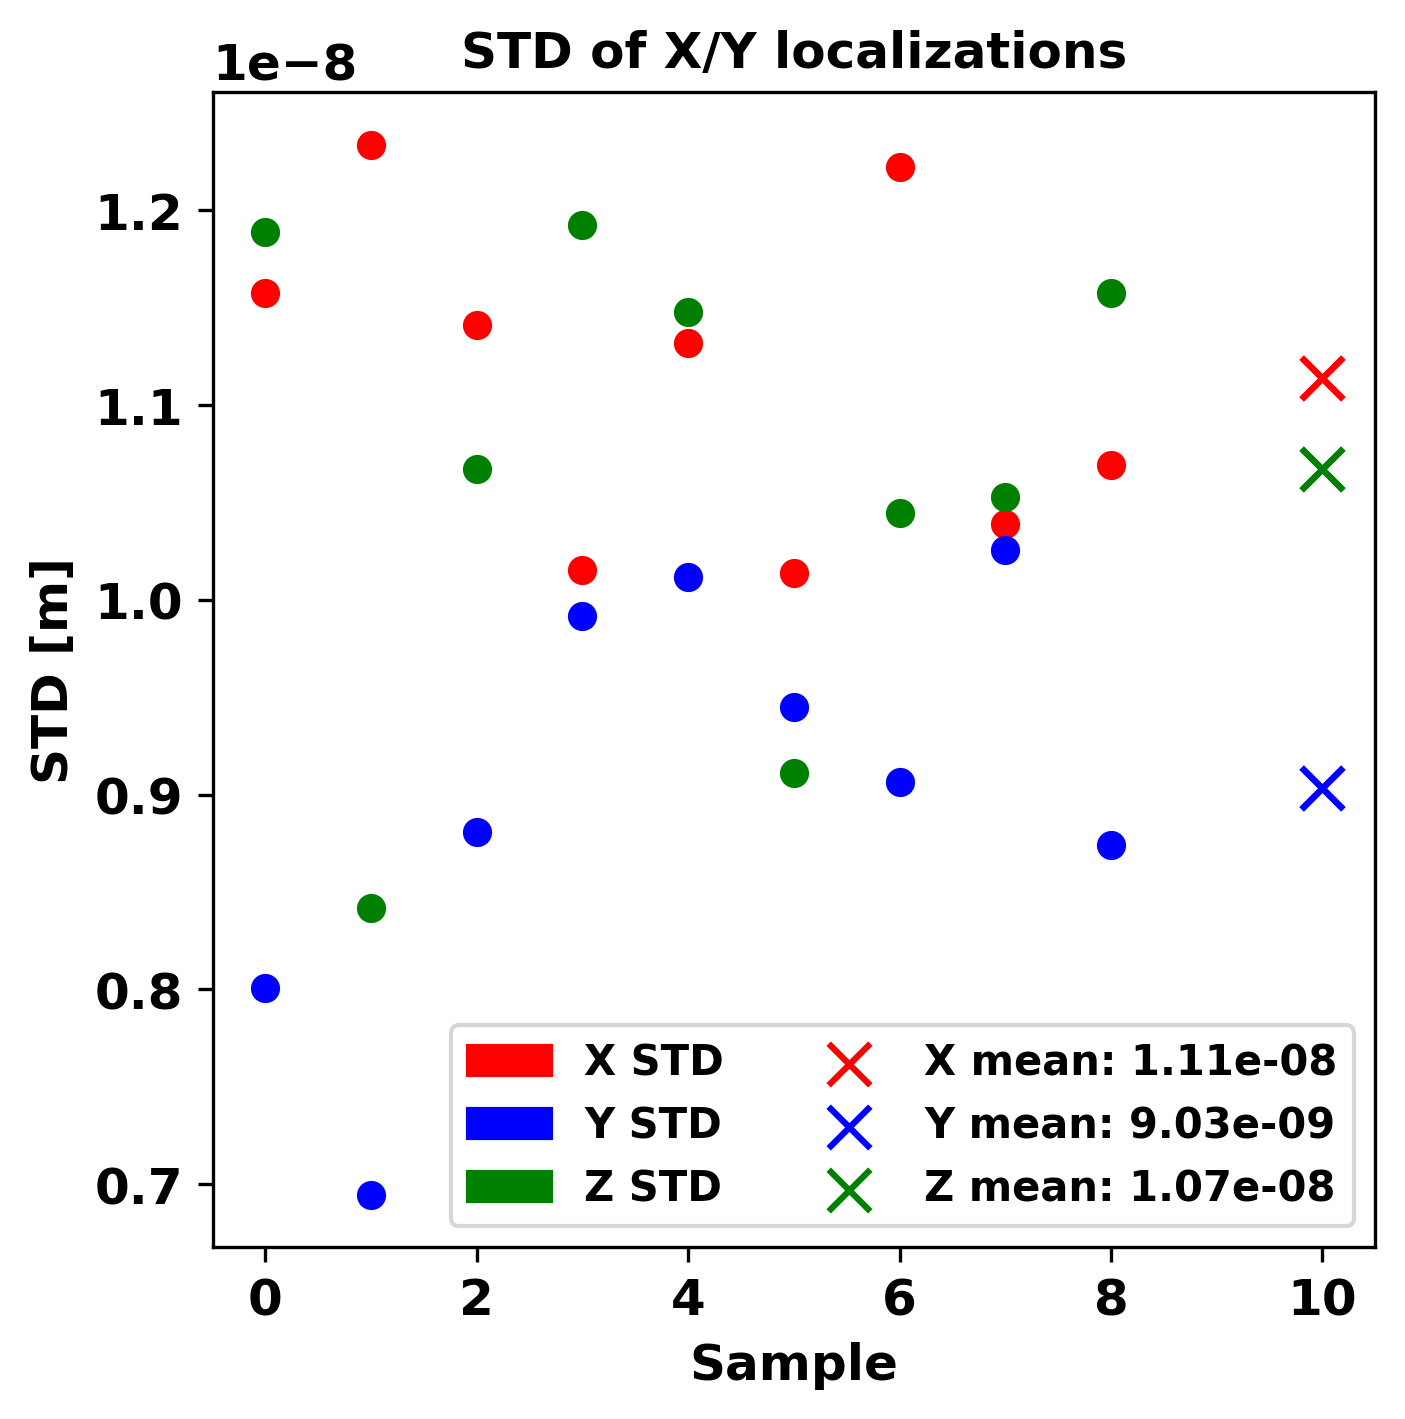 STD of X/Y localizations
1e−8
1.2
1.1
1.0
0.9
0.8
0.7
STD [m]
X STD
Y STD
Z STD
X mean: 1.11e-08
Y mean: 9.03e-09
Z mean: 1.07e-08
0 2 4 6 8 10
Sample